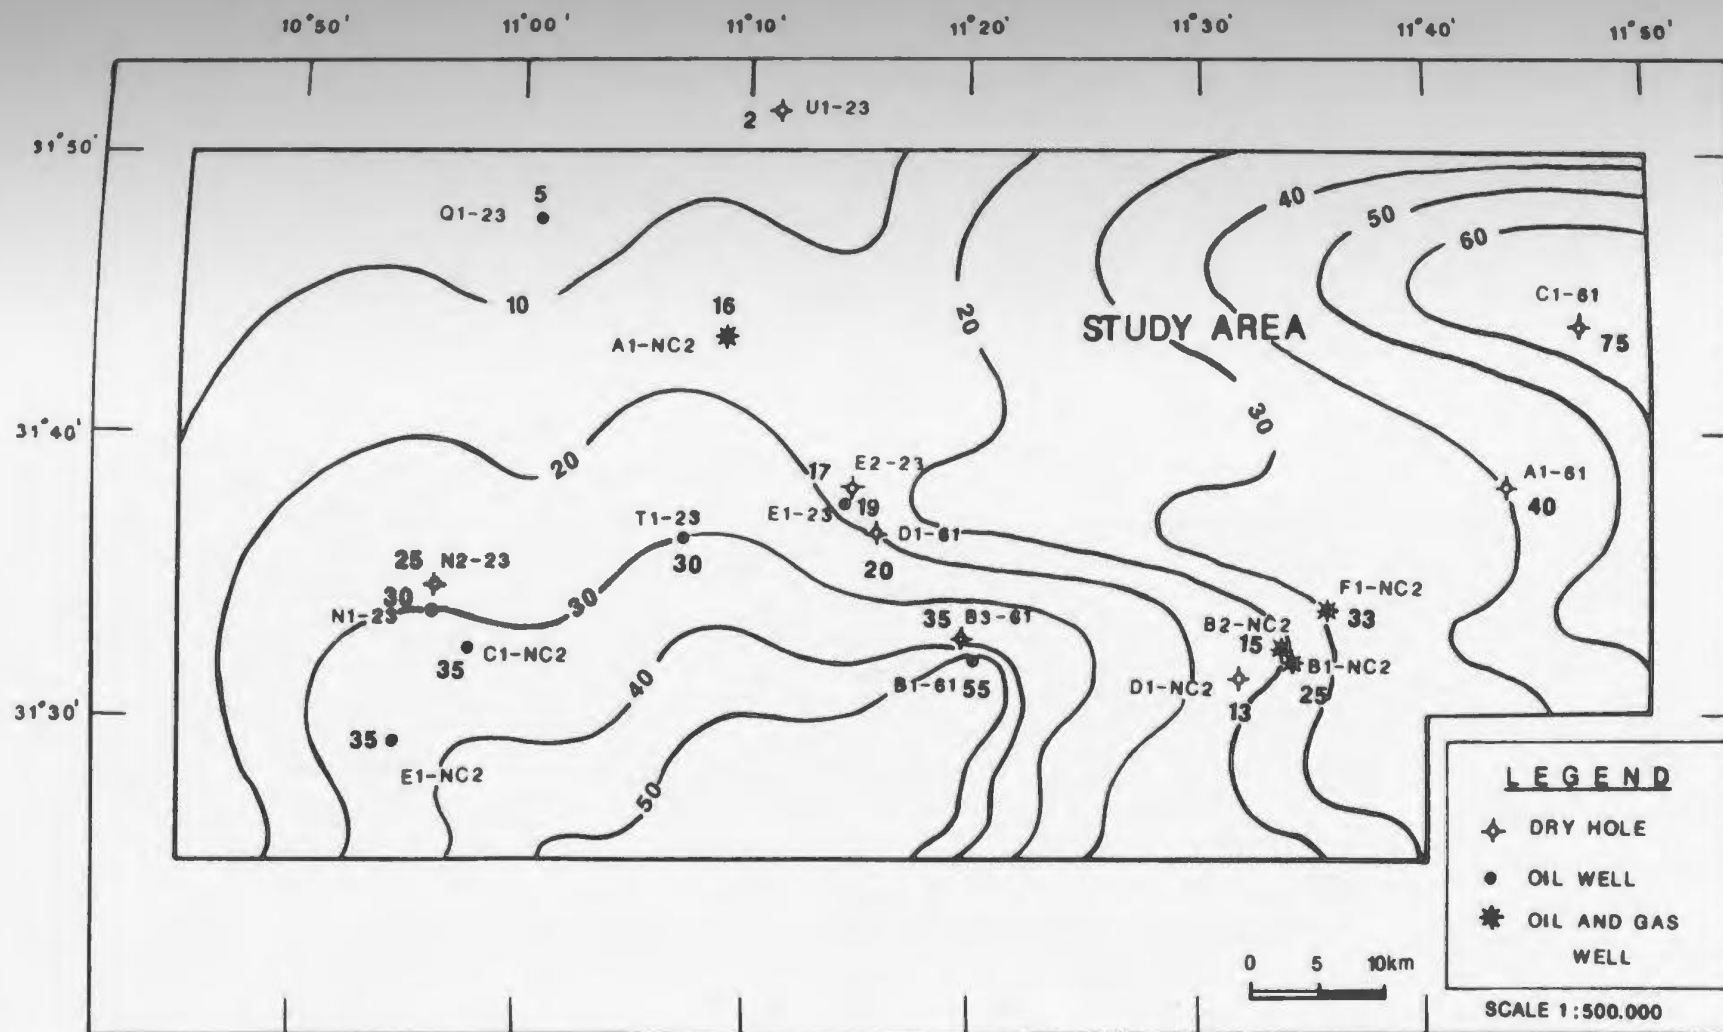 10°50' 11°00' 11°10' 11°20' 11°30' 11°40' 11°50'
2 U1-23
31°50'
5
Q1-23
40
50
60
10
16
A1-NC2
20
STUDY AREA
C1-61
75
31°40'
30
20
17 E2-23
A1-61
40
E1-23 19
T1-23
D1-61
30
20
25 N2-23
30
N1-23
30
F1-NC2
33
35 B3-61
B2-NC2
15
C1-NC2
35
B1-NC2
B1-61 55
D1-NC2
25
40
13
31°30'
35
E1-NC2
50
LEGEND
DRY HOLE
OIL WELL
OIL AND GAS
WELL
0 5 10km
SCALE 1:500.000